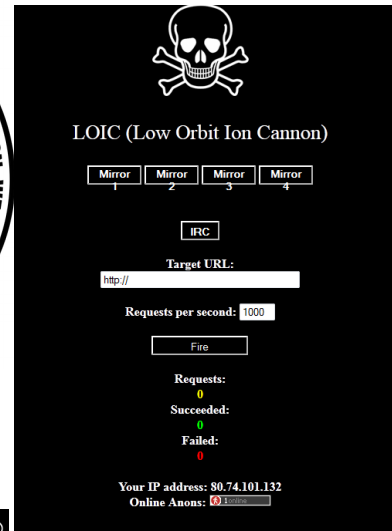 LOIC (Low Orbit Ion Cannon)
Mirror 1 Mirror 2 Mirror 3 Mirror 4
IRC
Target URL:
http://
Requests per second: 1000
Fire
Requests:
0
Succeeded:
0
Failed:
0
Your IP address: 80.74.101.132
Online Anons: 1online